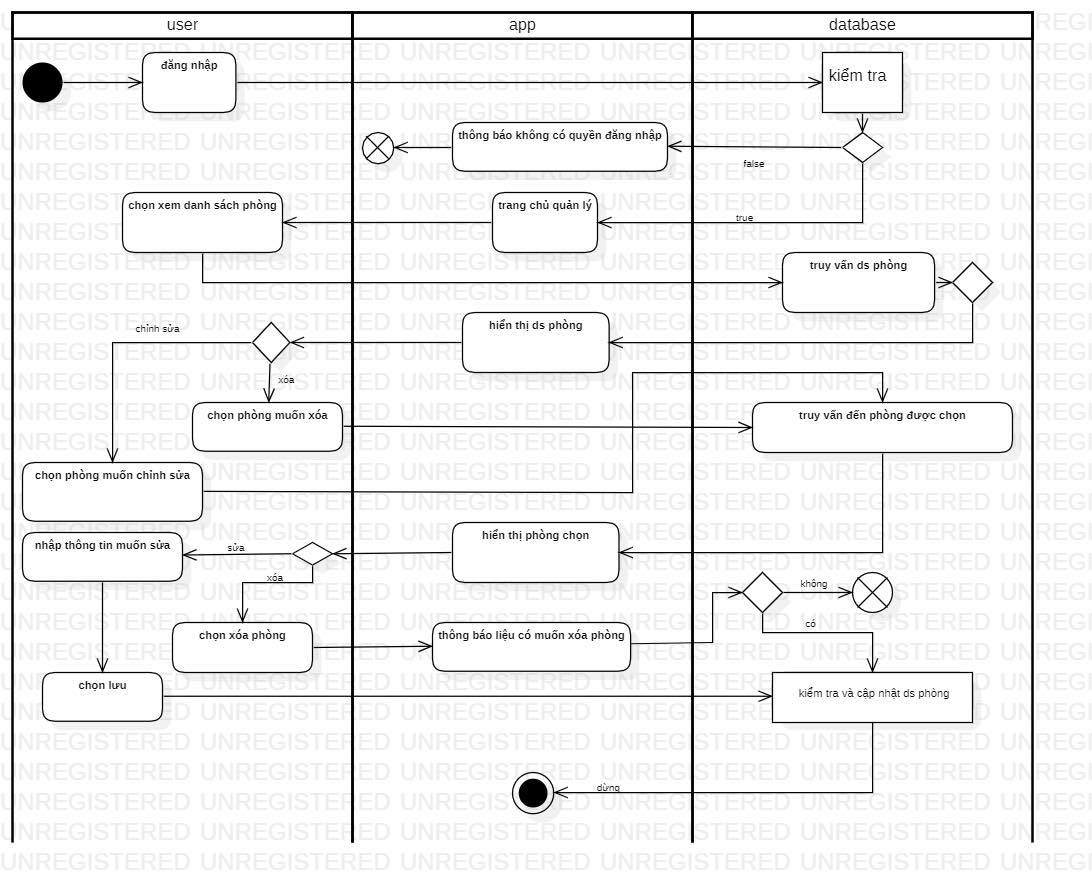 user
app
database
đăng nhập
kiểm tra
thông báo không có quyền đăng nhập
false
chọn xem danh sách phòng
trang chủ quản lý
true
truy vấn ds phòng
hiển thị ds phòng
chỉnh sửa
xóa
chọn phòng muốn xóa
truy vấn đến phòng được chọn
chọn phòng muốn chỉnh sửa
hiển thị phòng chọn
nhập thông tin muốn sửa
sửa
xóa
không
có
chọn xóa phòng
thông báo liệu có muốn xóa phòng
chọn lưu
kiểm tra và cập nhật ds phòng
dừng
UNREGISTERED